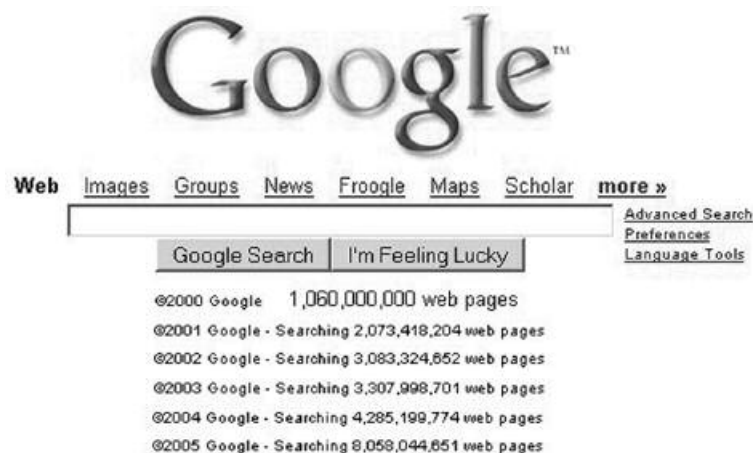 Google™
Web Images Groups News Froogle Maps Scholar more »
Advanced Search
Preferences
Language Tools
Google Search I'm Feeling Lucky
©2000 Google 1,060,000,000 web pages
©2001 Google - Searching 2,073,418,204 web pages
©2002 Google - Searching 3,083,324,652 web pages
©2003 Google - Searching 3,307,998,701 web pages
©2004 Google - Searching 4,285,199,774 web pages
©2005 Google - Searching 8,058,044,651 web pages